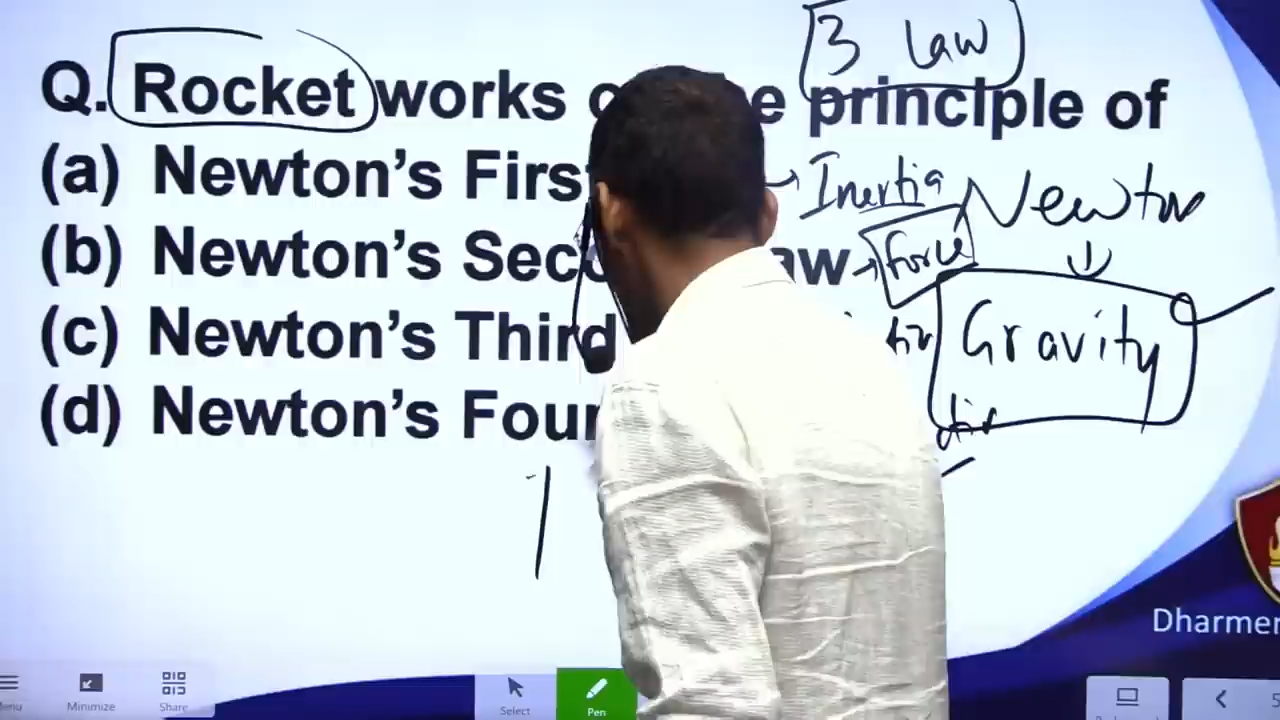 3 law
Q. Rocket works e principle of
(a) Newton's Firs Inertia Newton
(b) Newton's Sec aw Force
(c) Newton's Third Gravity
(d) Newton's Four
Dharmen
Menu Minimize Share Select Pen